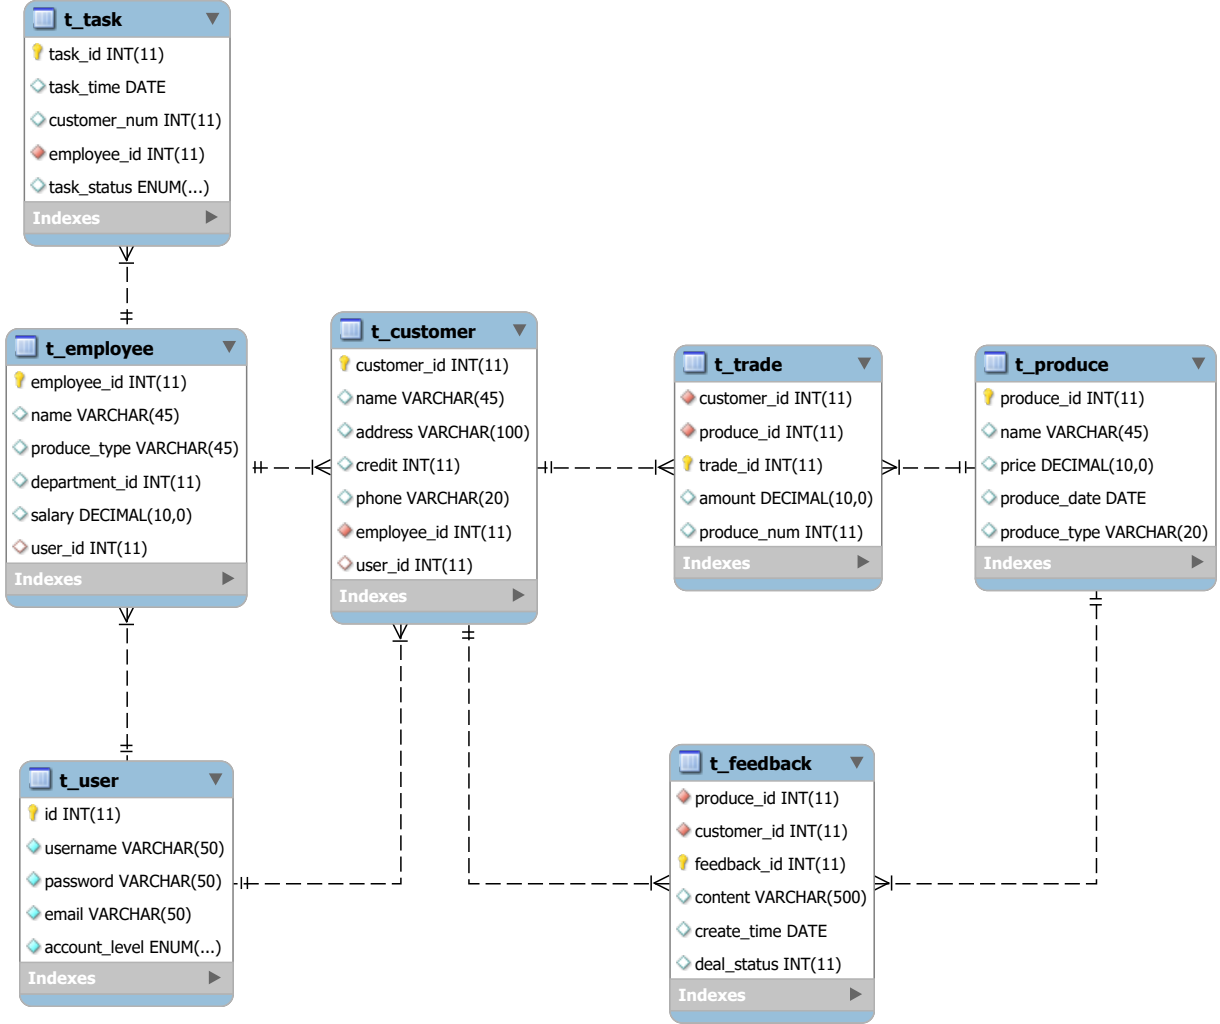 t_task
task_id INT(11)
task_time DATE
customer_num INT(11)
employee_id INT(11)
task_status ENUM(...)
Indexes
t_employee
employee_id INT(11)
name VARCHAR(45)
produce_type VARCHAR(45)
department_id INT(11)
salary DECIMAL(10,0)
user_id INT(11)
Indexes
t_customer
customer_id INT(11)
name VARCHAR(45)
address VARCHAR(100)
credit INT(11)
phone VARCHAR(20)
employee_id INT(11)
user_id INT(11)
Indexes
t_trade
customer_id INT(11)
produce_id INT(11)
trade_id INT(11)
amount DECIMAL(10,0)
produce_num INT(11)
Indexes
t_produce
produce_id INT(11)
name VARCHAR(45)
price DECIMAL(10,0)
produce_date DATE
produce_type VARCHAR(20)
Indexes
t_user
id INT(11)
username VARCHAR(50)
password VARCHAR(50)
email VARCHAR(50)
account_level ENUM(...)
Indexes
t_feedback
produce_id INT(11)
customer_id INT(11)
feedback_id INT(11)
content VARCHAR(500)
create_time DATE
deal_status INT(11)
Indexes